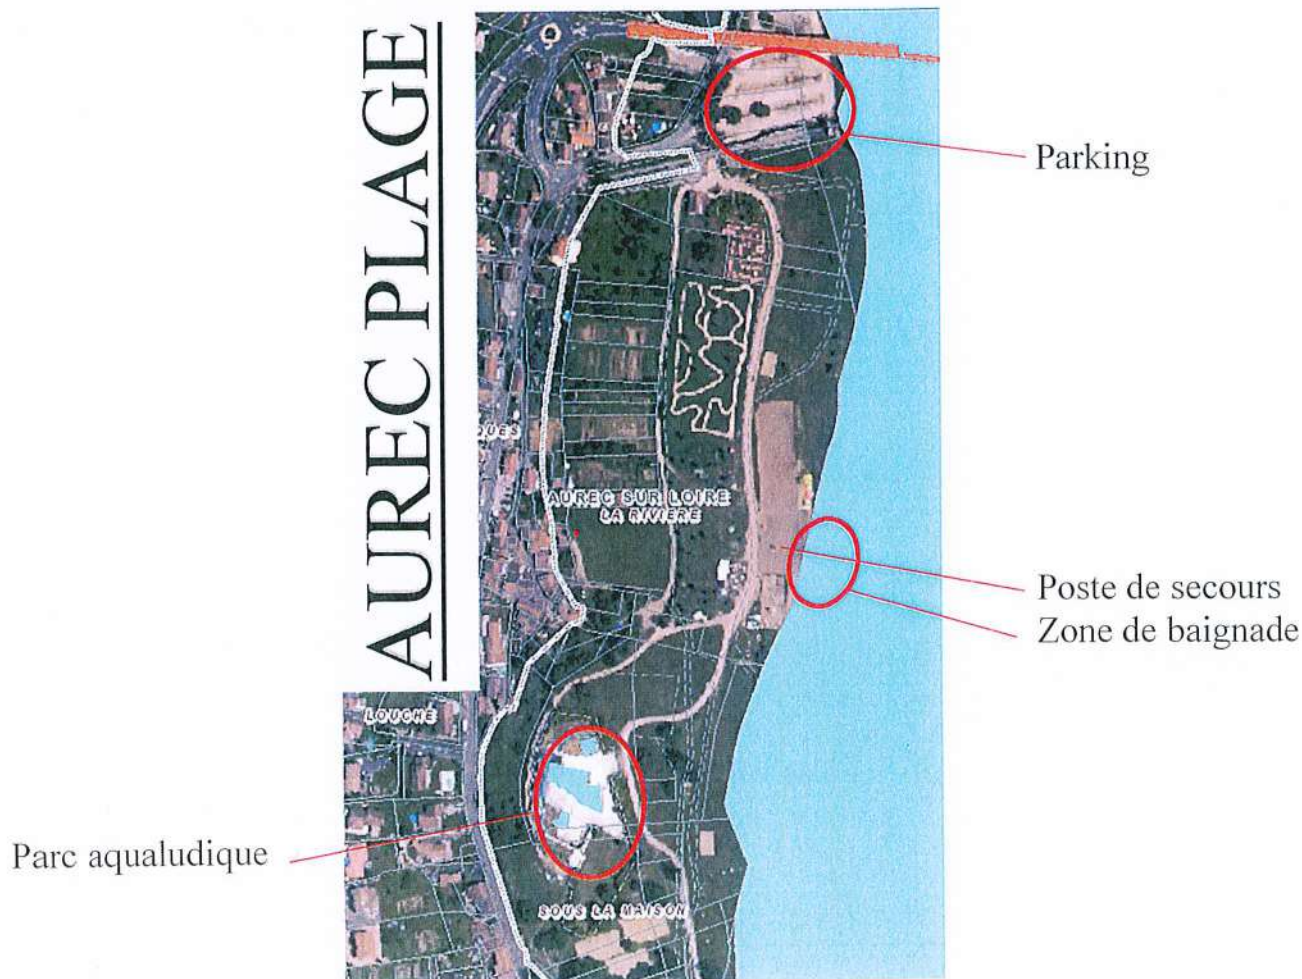 AUREC PLAGE
Parking
AUREC SUR LOIRE
LA RIVIERE
Poste de secours
Zone de baignade
LOUCHE
Parc aqualudique
SOUS LA MAISON